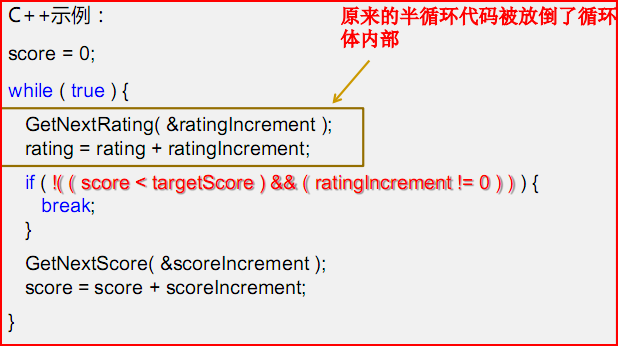 C++示例：
原来的半循环代码被放倒了循环
体内部
score = 0;
while ( true ) {
GetNextRating( &ratingIncrement );
rating = rating + ratingIncrement;
if ( !( ( score < targetScore ) && ( ratingIncrement != 0 ) ) ) {
break;
}
GetNextScore( &scoreIncrement );
score = score + scoreIncrement;
}